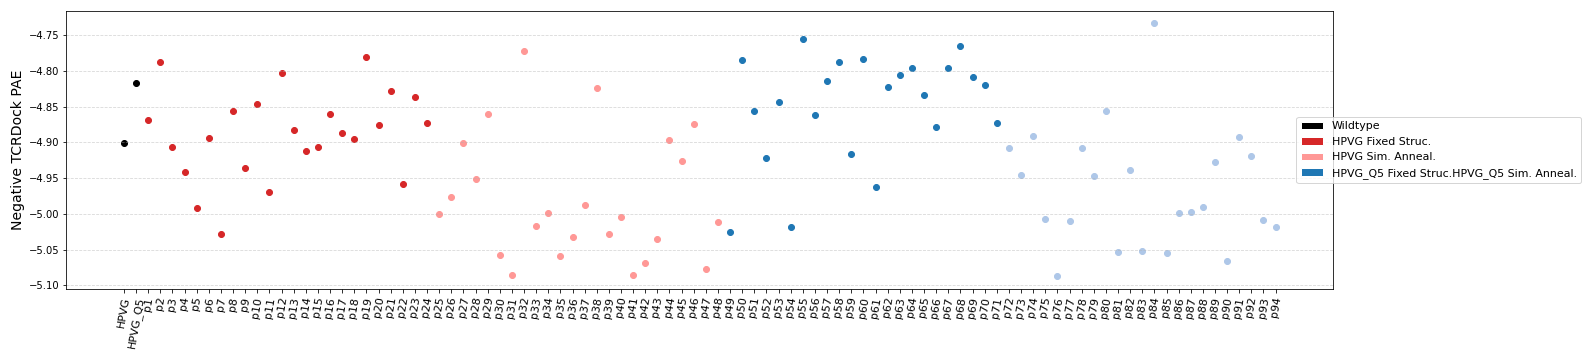 Negative TCRDock PAE
−4.75
−4.80
−4.85
−4.90
−4.95
−5.00
−5.05
−5.10
HPVG
HPVG_Q5
p1
p2
p3
p4
p5
p6
p7
p8
p9
p10
p11
p12
p13
p14
p15
p16
p17
p18
p19
p20
p21
p22
p23
p24
p25
p26
p27
p28
p29
p30
p31
p32
p33
p34
p35
p36
p37
p38
p39
p40
p41
p42
p43
p44
p45
p46
p47
p48
p49
p50
p51
p52
p53
p54
p55
p56
p57
p58
p59
p60
p61
p62
p63
p64
p65
p66
p67
p68
p69
p70
p71
p72
p73
p74
p75
p76
p77
p78
p79
p80
p81
p82
p83
p84
p85
p86
p87
p88
p89
p90
p91
p92
p93
p94
Wildtype
HPVG Fixed Struc.
HPVG Sim. Anneal.
HPVG_Q5 Fixed Struc.HPVG_Q5 Sim. Anneal.